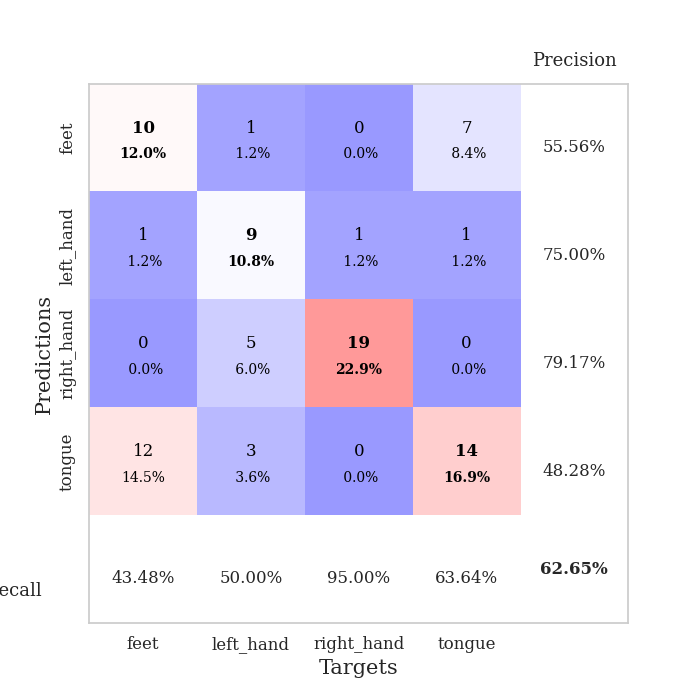 Precision
feet
10 1 0 7
12.0% 1.2% 0.0% 8.4%
55.56%
left_hand
1 9 1 1
1.2% 10.8% 1.2% 1.2%
75.00%
Predictions
right_hand
0 5 19 0
0.0% 6.0% 22.9% 0.0%
79.17%
tongue
12 3 0 14
14.5% 3.6% 0.0% 16.9%
48.28%
ecall
43.48% 50.00% 95.00% 63.64%
62.65%
feet left_hand right_hand tongue
Targets